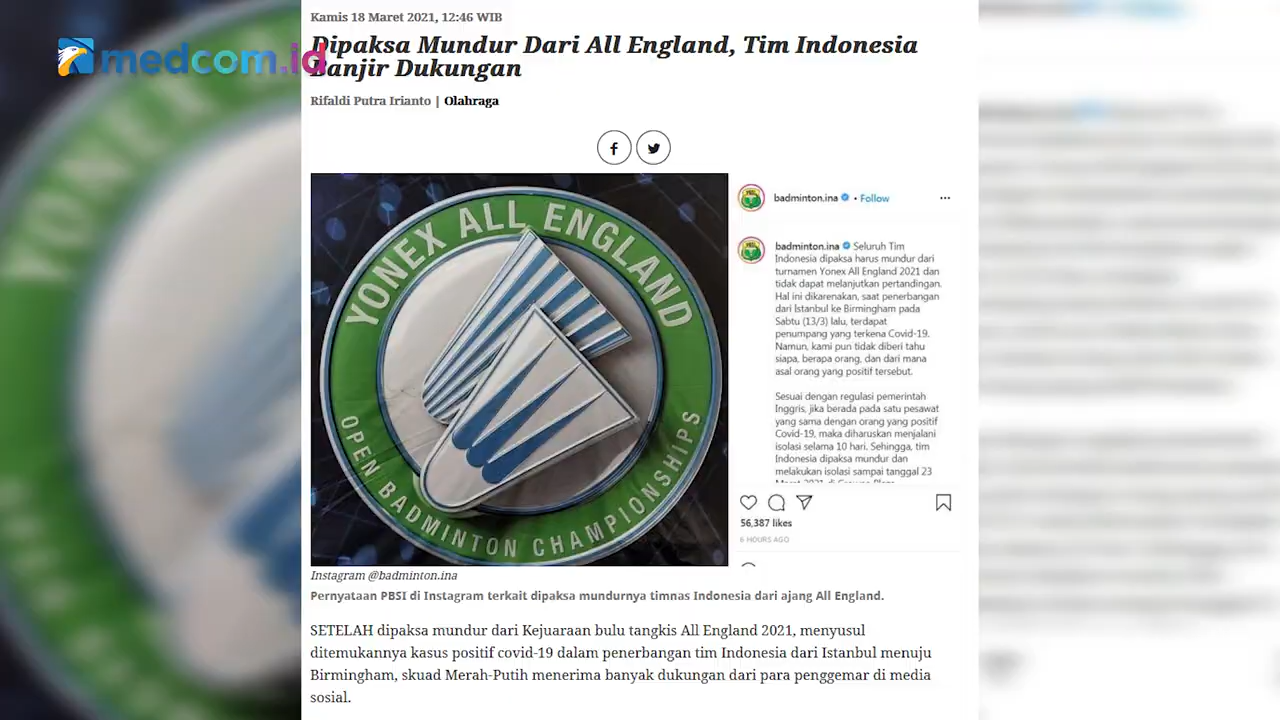 Kamis 18 Maret 2021, 12:46 WIB
Dipaksa Mundur Dari All England, Tim Indonesia
Banjir Dukungan
medcom.id
Rifaldi Putra Irianto | Olahraga
YONEX ALL ENGLAND
OPEN BADMINTON CHAMPIONSHIPS
badminton.ina • Follow
badminton.ina Seluruh Tim
Indonesia dipaksa harus mundur dari
turnamen Yonex All England 2021 dan
tidak dapat melanjutkan pertandingan.
Hal ini dikarenakan, saat penerbangan
dari Istanbul ke Birmingham pada
Sabtu (13/3) lalu, terdapat
penumpang yang terkena Covid-19.
Namun, kami pun tidak diberi tahu
siapa, berapa orang, dan dari mana
asal orang yang positif tersebut.
Sesuai dengan regulasi pemerintah
Inggris, jika berada pada satu pesawat
yang sama dengan orang yang positif
Covid-19, maka diharuskan menjalani
isolasi selama 10 hari. Sehingga, tim
Indonesia dipaksa mundur dan
melakukan isolasi sampai tanggal 23
56,387 likes
6 HOURS AGO
Instagram @badminton.ina
Pernyataan PBSI di Instagram terkait dipaksa mundurnya timnas Indonesia dari ajang All England.
SETELAH dipaksa mundur dari Kejuaraan bulu tangkis All England 2021, menyusul
ditemukannya kasus positif covid-19 dalam penerbangan tim Indonesia dari Istanbul menuju
Birmingham, skuad Merah-Putih menerima banyak dukungan dari para penggemar di media
sosial.